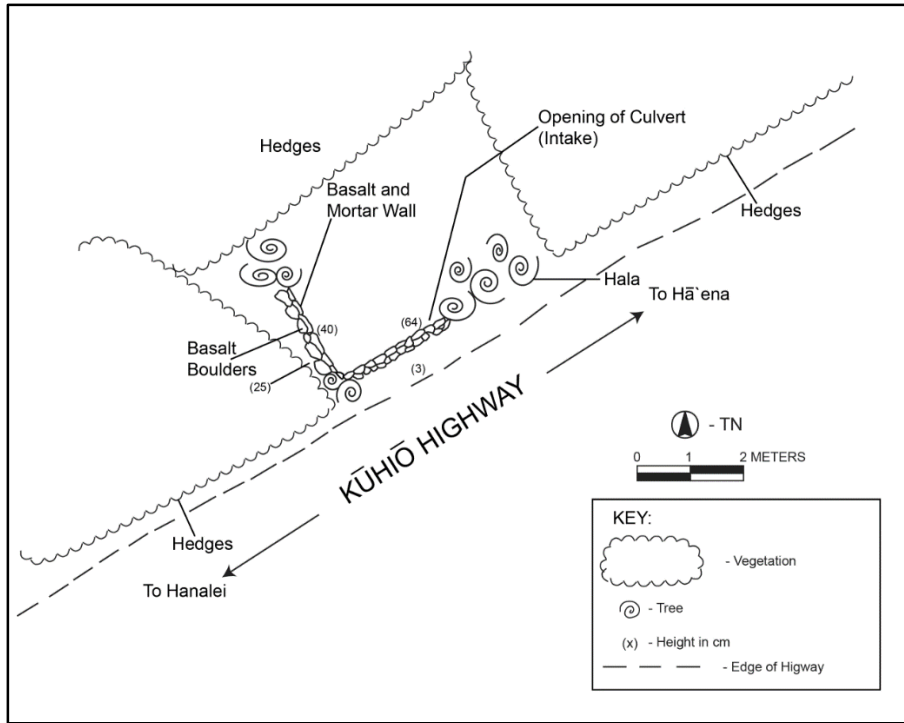 Opening of Culvert
(Intake)
Hedges
Basalt and
Mortar Wall
Hedges
Hala
To Hā`ena
(64)
(40)
Basalt
Boulders
(25)
(3)
KŪHIŌ HIGHWAY
- TN
0 1 2 METERS
Hedges
To Hanalei
KEY:
- Vegetation
- Tree
(x) - Height in cm
- Edge of Higway